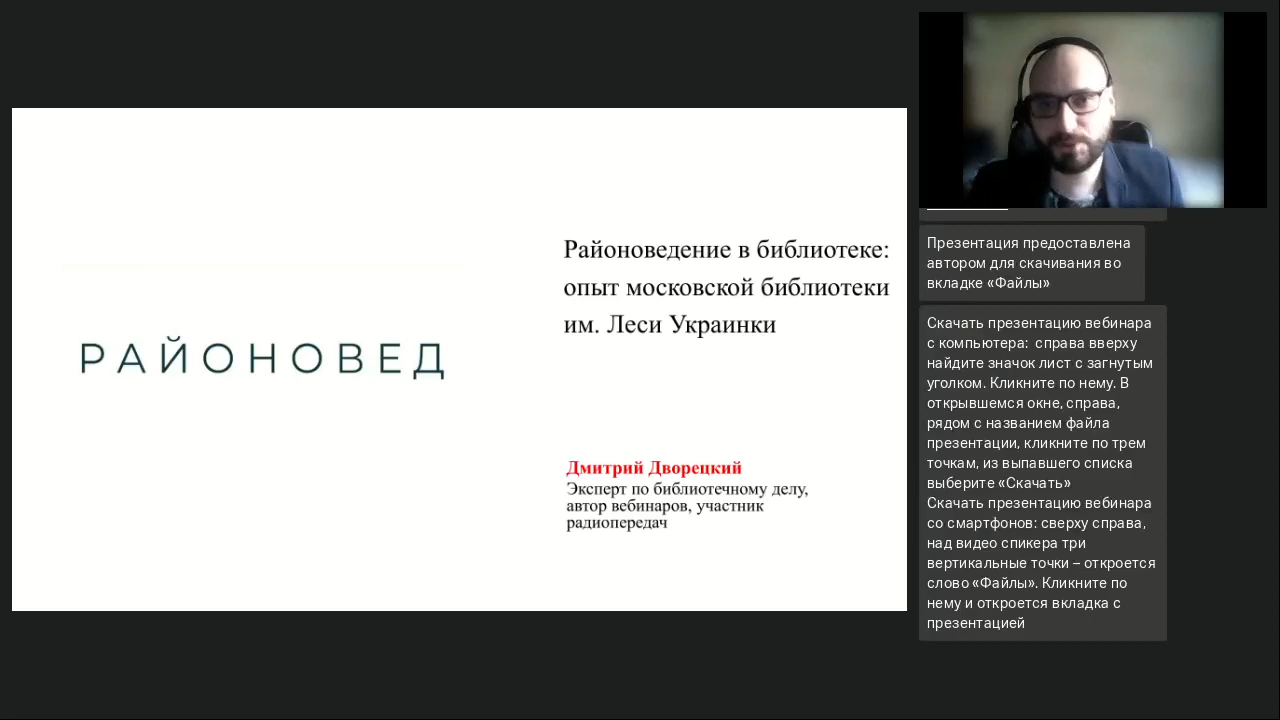 РАЙОНОВЕД
Районоведение в библиотеке:
опыт московской библиотеки
им. Леси Украинки
Дмитрий Дворецкий
Эксперт по библиотечному делу,
автор вебинаров, участник
радиопередач
Презентация предоставлена
автором для скачивания во
вкладке «Файлы»
Скачать презентацию вебинара
с компьютера:  справа вверху
найдите значок лист с загнутым
уголком. Кликните по нему. В
открывшемся окне, справа,
рядом с названием файла
презентации, кликните по трем
точкам, из выпавшего списка
выберите «Скачать»
Скачать презентацию вебинара
со смартфонов: сверху справа,
над видео спикера три
вертикальные точки – откроется
слово «Файлы». Кликните по
нему и откроется вкладка с
презентацией